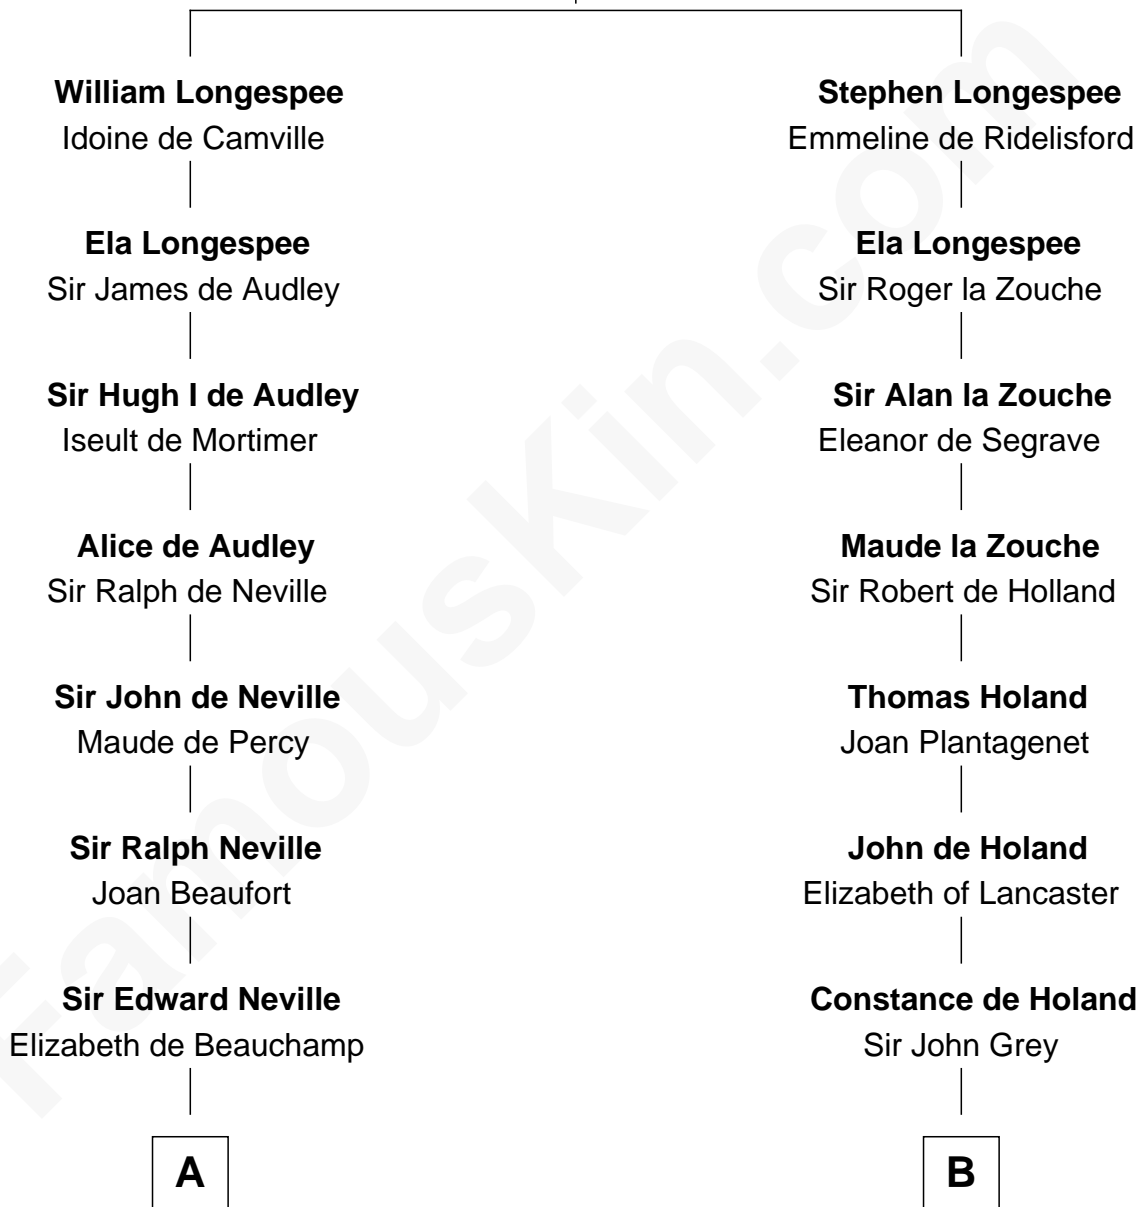 William Longespee
Idoine de Camville
Ela Longespee
Sir James de Audley
Sir Hugh I de Audley
Iseult de Mortimer
Alice de Audley
Sir Ralph de Neville
Sir John de Neville
Maude de Percy
Sir Ralph Neville
Joan Beaufort
Sir Edward Neville
Elizabeth de Beauchamp
A
Stephen Longespee
Emmeline de Ridelisford
Ela Longespee
Sir Roger la Zouche
Sir Alan la Zouche
Eleanor de Segrave
Maude la Zouche
Sir Robert de Holland
Thomas Holand
Joan Plantagenet
John de Holand
Elizabeth of Lancaster
Constance de Holand
Sir John Grey
B
FamousKin.com